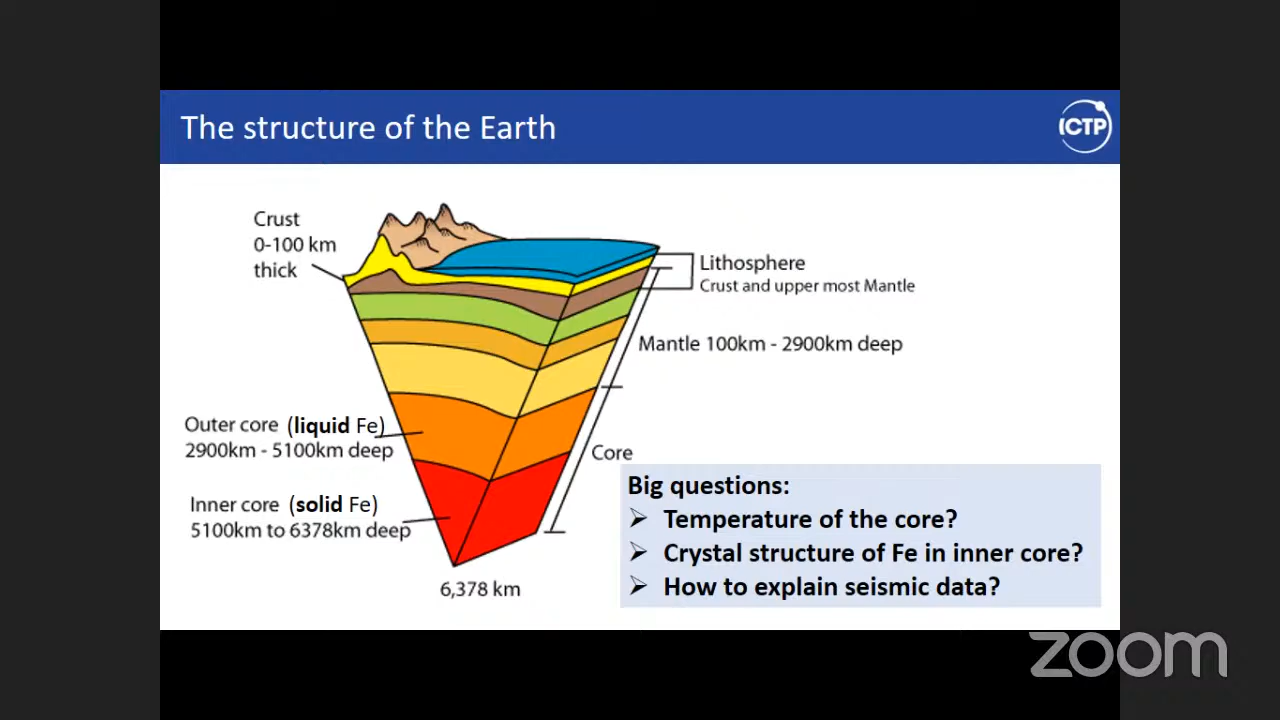 The structure of the Earth
ICTP
Crust
0-100 km
thick
Lithosphere
Crust and upper most Mantle
Mantle 100km - 2900km deep
Outer core (liquid Fe)
2900km - 5100km deep
Core
Inner core (solid Fe)
5100km to 6378km deep
6,378 km
Big questions:
➢ Temperature of the core?
➢ Crystal structure of Fe in inner core?
➢ How to explain seismic data?
zoom